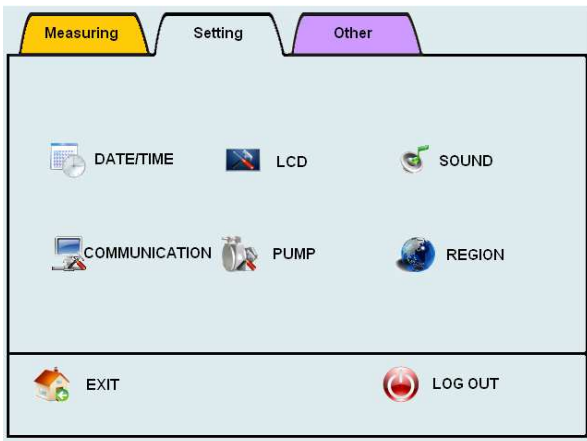 Measuring Setting Other
DATE/TIME LCD SOUND
COMMUNICATION PUMP REGION
EXIT LOG OUT